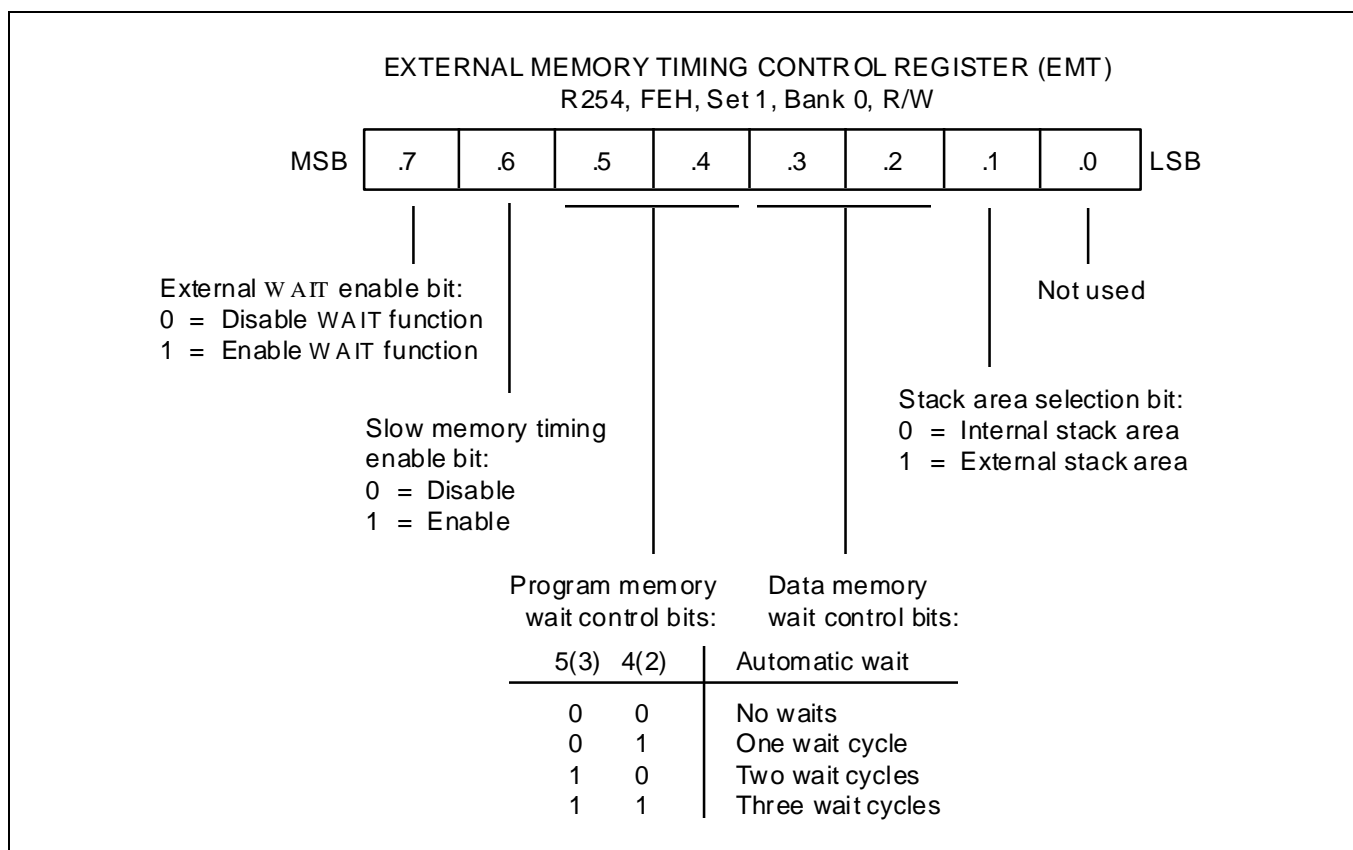 EXTERNAL MEMORY TIMING CONTROL REGISTER (EMT)
R254, FEH, Set 1, Bank 0, R/W
MSB .7 .6 .5 .4 .3 .2 .1 .0 LSB
External WAIT enable bit:
0 = Disable WAIT function
1 = Enable WAIT function
Not used
Slow memory timing
enable bit:
0 = Disable
1 = Enable
Stack area selection bit:
0 = Internal stack area
1 = External stack area
Program memory
wait control bits:
Data memory
wait control bits:
5(3) 4(2) Automatic wait
0 0 No waits
0 1 One wait cycle
1 0 Two wait cycles
1 1 Three wait cycles